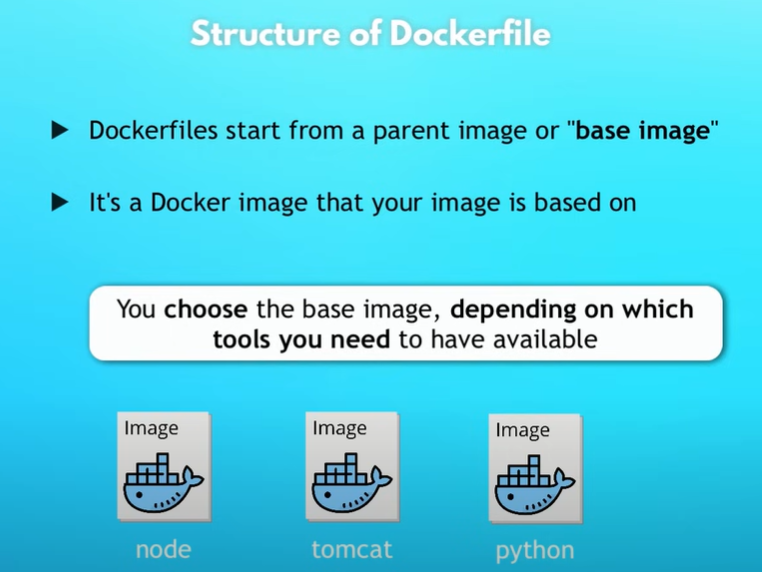 Structure of Dockerfile
Dockerfiles start from a parent image or "base image"
It's a Docker image that your image is based on
You choose the base image, depending on which
tools you need to have available
Image
Image
Image
node
tomcat
python